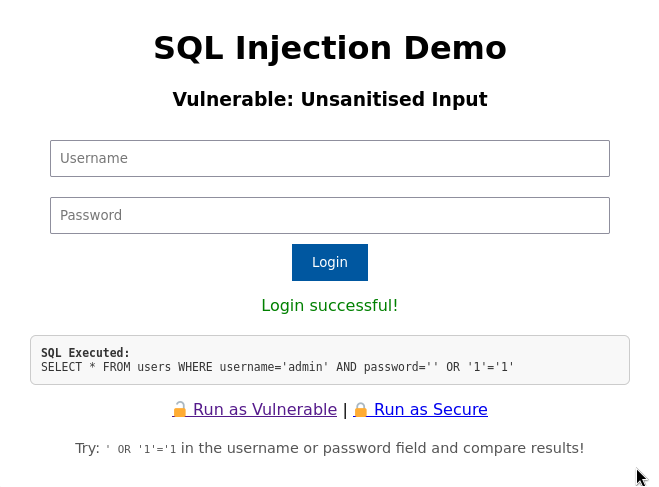 SQL Injection Demo
Vulnerable: Unsanitised Input
Username
Password
Login
Login successful!
SQL Executed:
SELECT * FROM users WHERE username='admin' AND password='' OR '1'='1'
🔓 Run as Vulnerable | 🔒 Run as Secure
Try: ' OR '1'='1 in the username or password field and compare results!